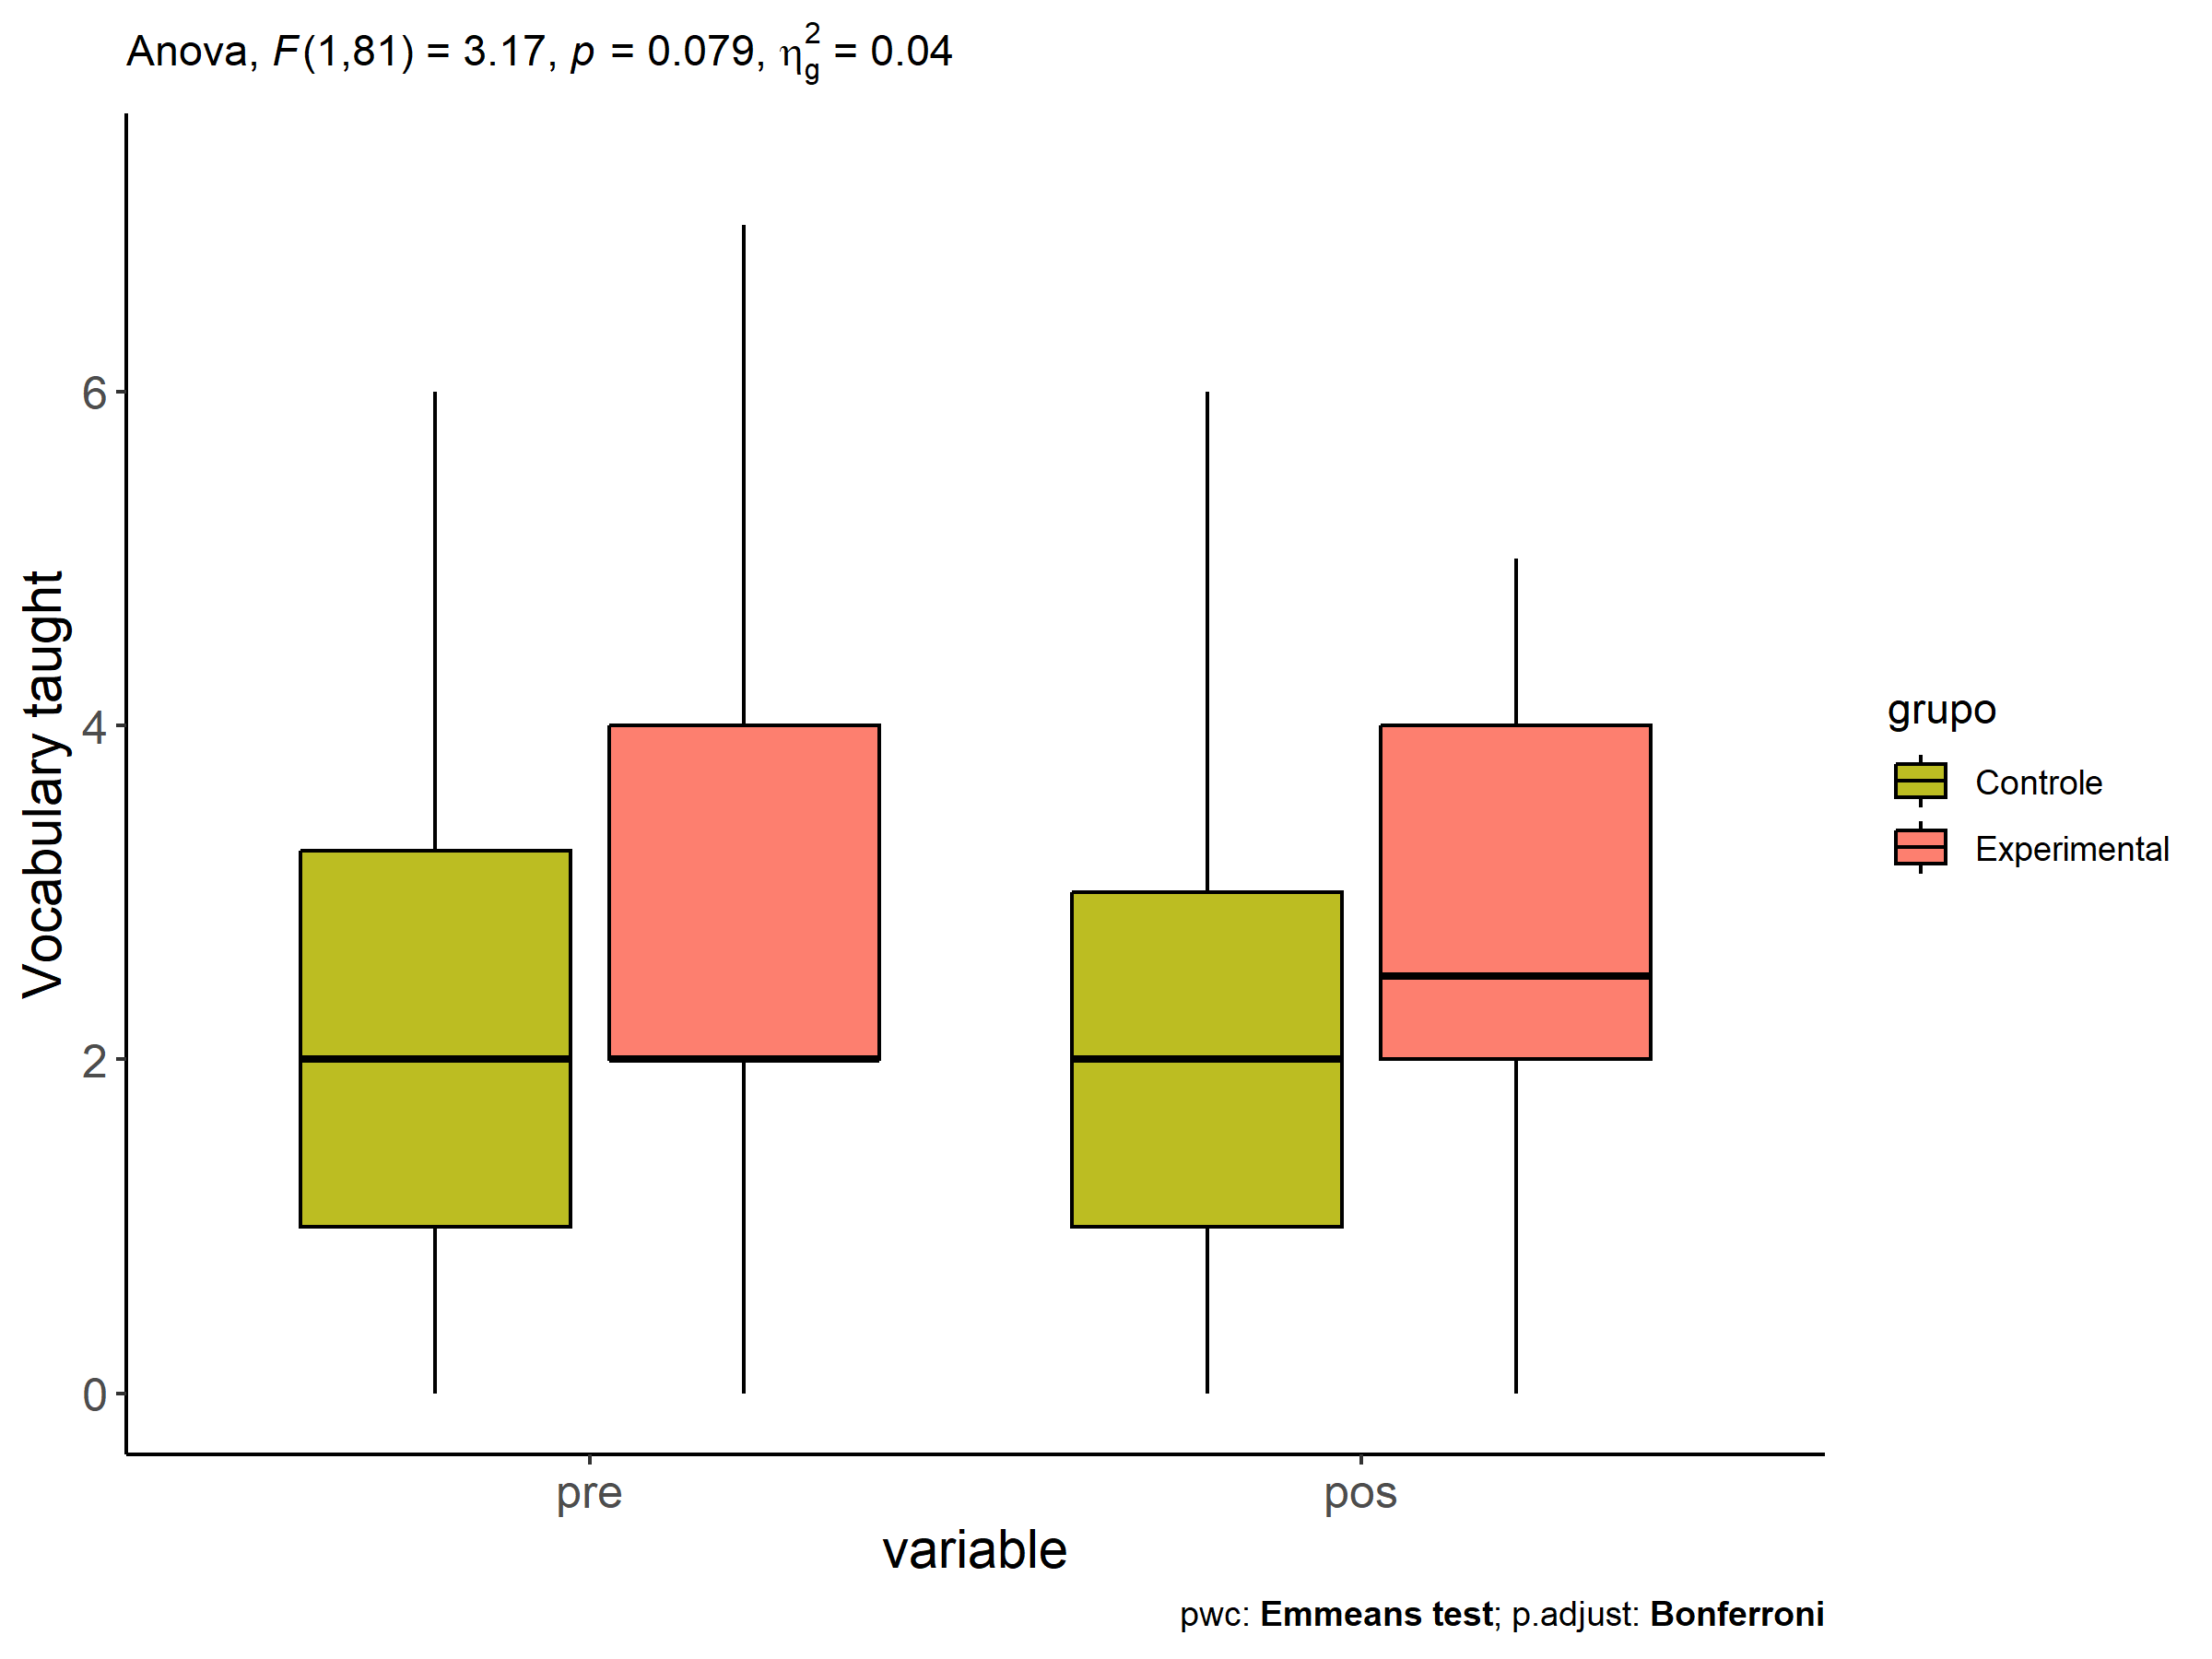 Anova, F(1,81) = 3.17, p = 0.079, η²g = 0.04
Vocabulary taught
6
4
2
0
pre
pos
variable
grupo
Controle
Experimental
pwc: Emmeans test; p.adjust: Bonferroni